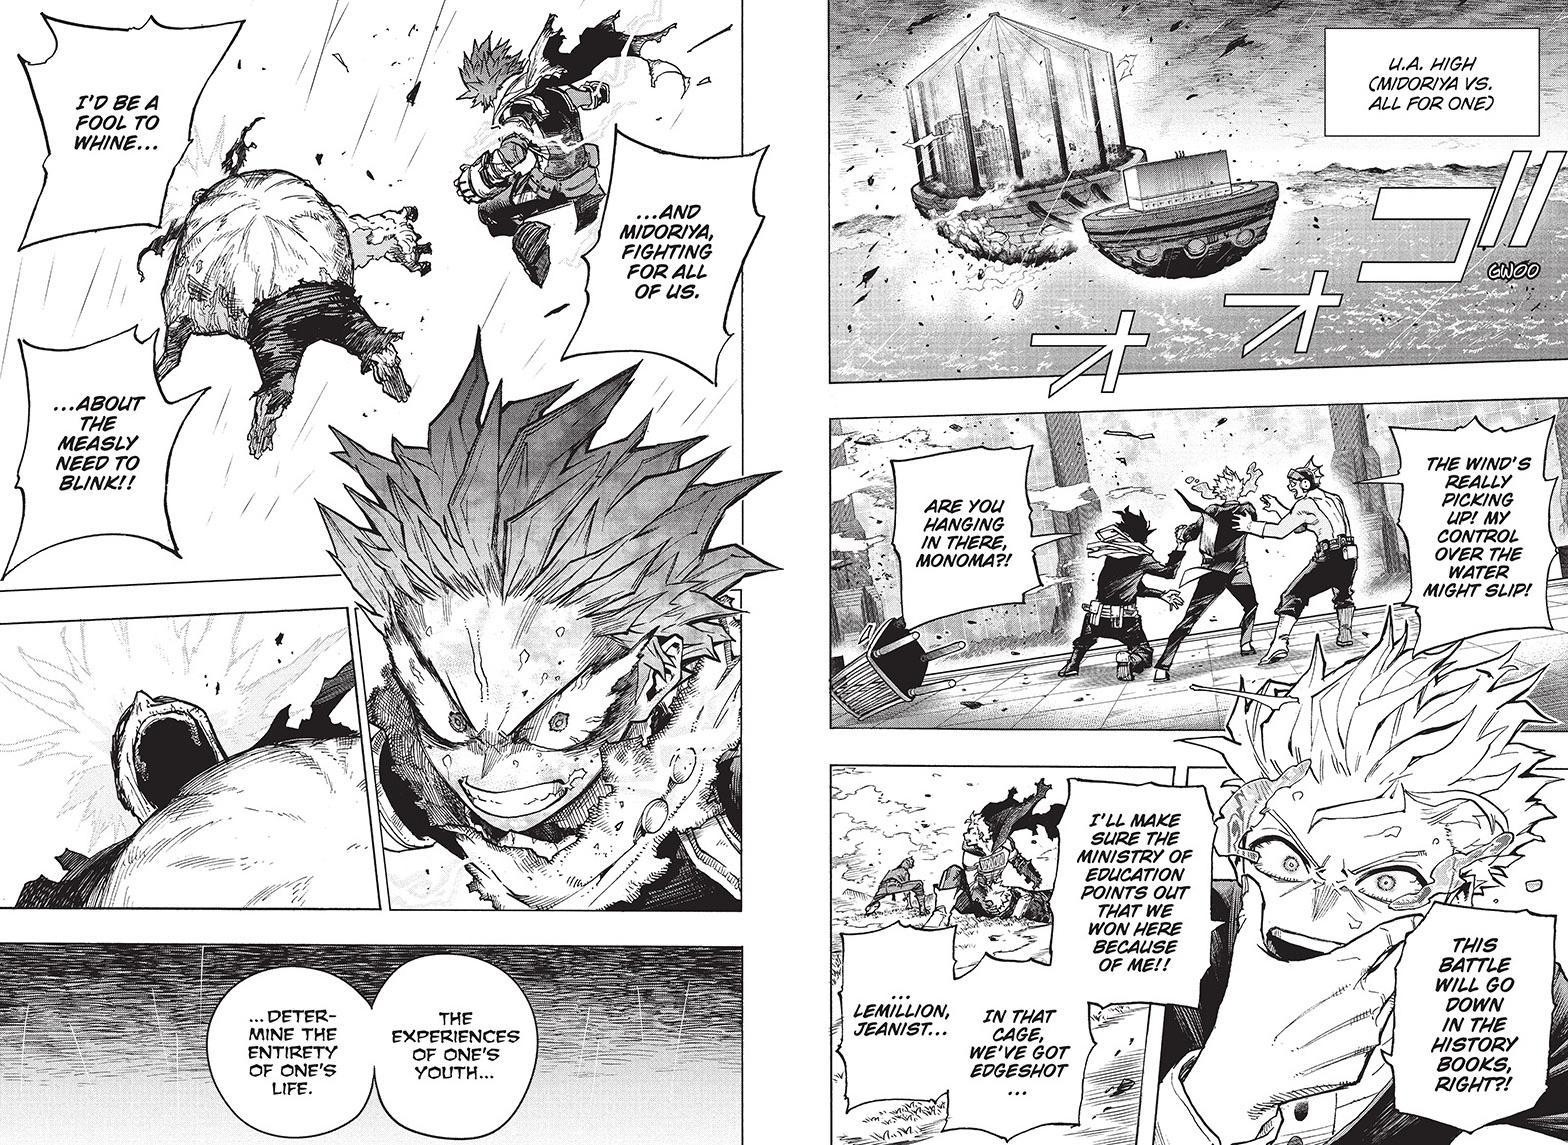 U.A. HIGH
(MIDORIYA VS.
ALL FOR ONE)
ゴオオ
GWOO
THE WIND'S
REALLY
PICKING
UP! MY
CONTROL
OVER THE
WATER
MIGHT SLIP!
ARE YOU
HANGING
IN THERE,
MONOMA?!
THIS
BATTLE
WILL GO
DOWN
IN THE
HISTORY
BOOKS,
RIGHT?!
I'LL MAKE
SURE THE
MINISTRY OF
EDUCATION
POINTS OUT
THAT WE
WON HERE
BECAUSE
OF ME!!
IN THAT
CAGE,
WE'VE GOT
EDGESHOT
...
...
LEMILLION,
JEANIST...
...AND
MIDORIYA,
FIGHTING
FOR ALL
OF US.
I'D BE A
FOOL TO
WHINE...
...ABOUT
THE
MEASLY
NEED TO
BLINK!!
THE
EXPERIENCES
OF ONE'S
YOUTH...
...DETER-
MINE THE
ENTIRETY
OF ONE'S
LIFE.